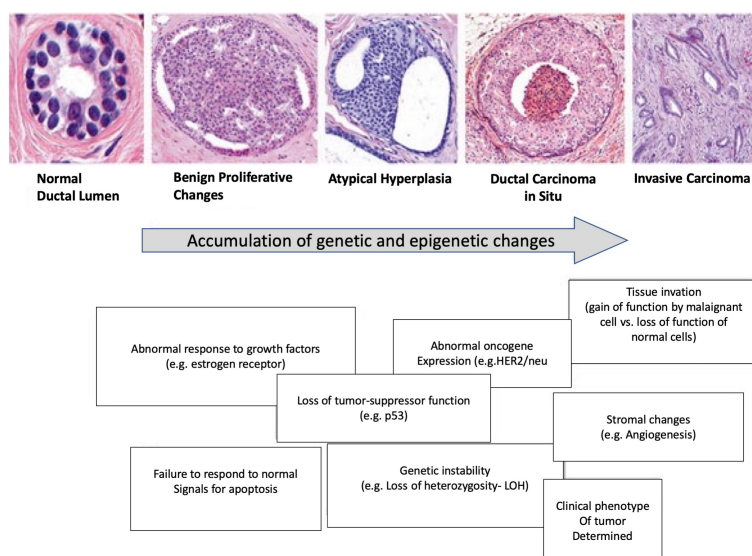 Normal
Ductal Lumen
Benign Proliferative
Changes
Atypical Hyperplasia
Ductal Carcinoma
in Situ
Invasive Carcinoma
Accumulation of genetic and epigenetic changes
Tissue invation
(gain of function by malaignant
cell vs. loss of function of
normal cells)
Abnormal response to growth factors
(e.g. estrogen receptor)
Abnormal oncogene
Expression (e.g.HER2/neu
Loss of tumor-suppressor function
(e.g. p53)
Stromal changes
(e.g. Angiogenesis)
Failure to respond to normal
Signals for apoptosis
Genetic instability
(e.g. Loss of heterozygosity- LOH)
Clinical phenotype
Of tumor
Determined